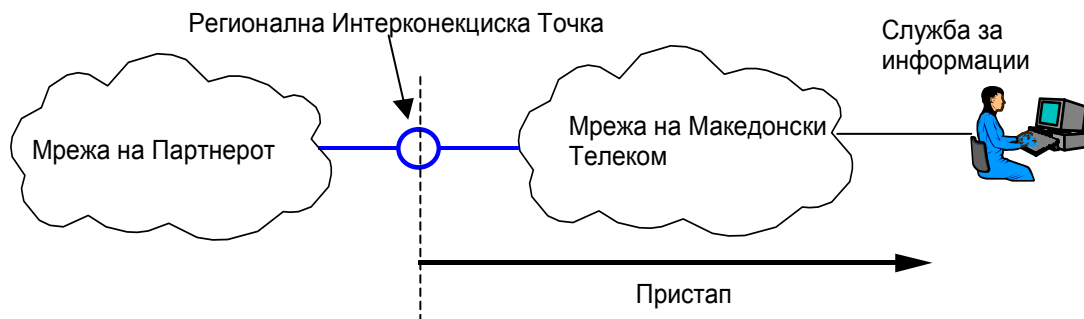 Регионална Интерконекциска Точка
Служба за
информации
Мрежа на Партнерот
Мрежа на Македонски
Телеком
Пристап